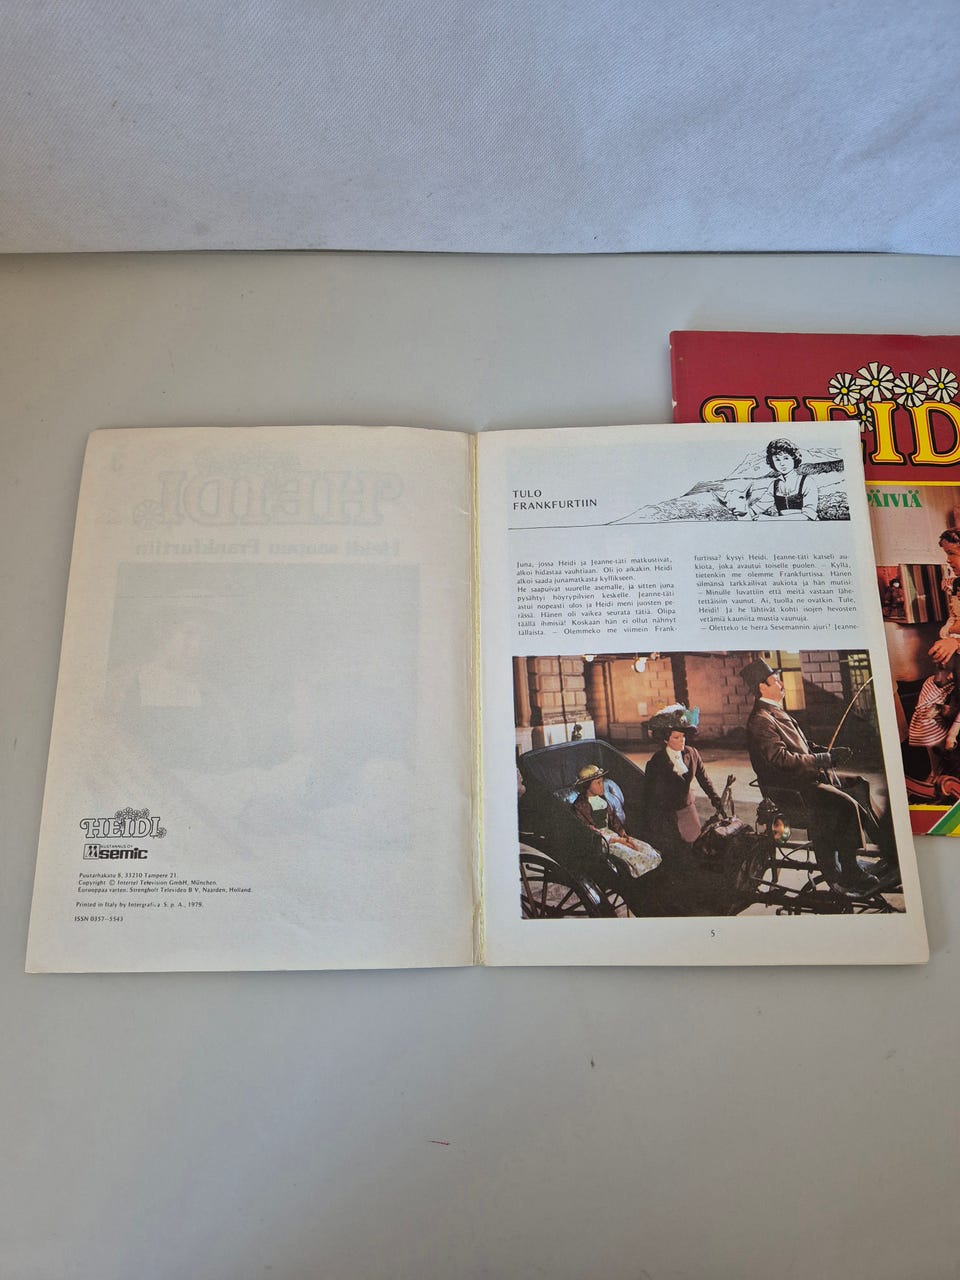 HEIDI
KUSTANNUS OY
semic
Puutarhakatu 8, 33210 Tampere 21.
Copyright © Intertel Television GmbH, München.
Eurooppaa varten: Strengholt Televideo B V, Naarden, Holland.
Printed in Italy by Intergrafica S. p. A., 1979.
ISSN 0357-5543
3
HEIDI
Heidi saapuu Frankfurtiin
TULO
FRANKFURTIIN
Juna, jossa Heidi ja Jeanne-täti matkustivat,
alkoi hidastaa vauhtiaan. Oli jo aikakin. Heidi
alkoi saada junamatkasta kyllikseen.
He saapuivat suurelle asemalle, ja sitten juna
pysähtyi höyrypilvien keskelle. Jeanne-täti
astui nopeasti ulos ja Heidi meni juosten pe-
rässä. Hänen oli vaikea seurata tätiä. Olipa
täällä ihmisiä! Koskaan hän ei ollut nähnyt
tällaista. — Olemmeko me viimein Frank-
furtissa? kysyi Heidi. Jeanne-täti katseli au-
kiota, joka avautui toiselle puolen. — Kyllä,
tietenkin me olemme Frankfurtissa. Hänen
silmänsä tarkkailivat aukiota ja hän mutisi:
— Minulle luvattiin että meitä vastaan lähe-
tettäisiin vaunut. Ai, tuolla ne ovatkin. Tule,
Heidi! Ja he lähtivät kohti isojen hevosten
vetämiä kauniita mustia vaunuja.
— Oletteko te herra Sesemannin ajuri? Jeanne-
5
HEID
PÄIVIÄ